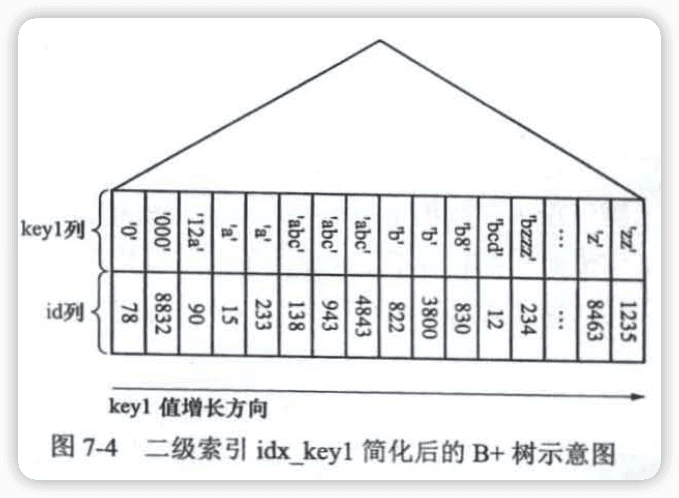 key1列
'0' '000' '12a' 'a' 'a' 'abc' 'abc' 'abc' 'b' 'b' 'b8' 'bcd' 'bzzz' … 'z' 'zz'
id列
78 8832 90 15 233 138 943 4843 822 3800 830 12 234 … 8463 1235
key1 值增长方向
图 7-4 二级索引 idx_key1 简化后的 B+ 树示意图